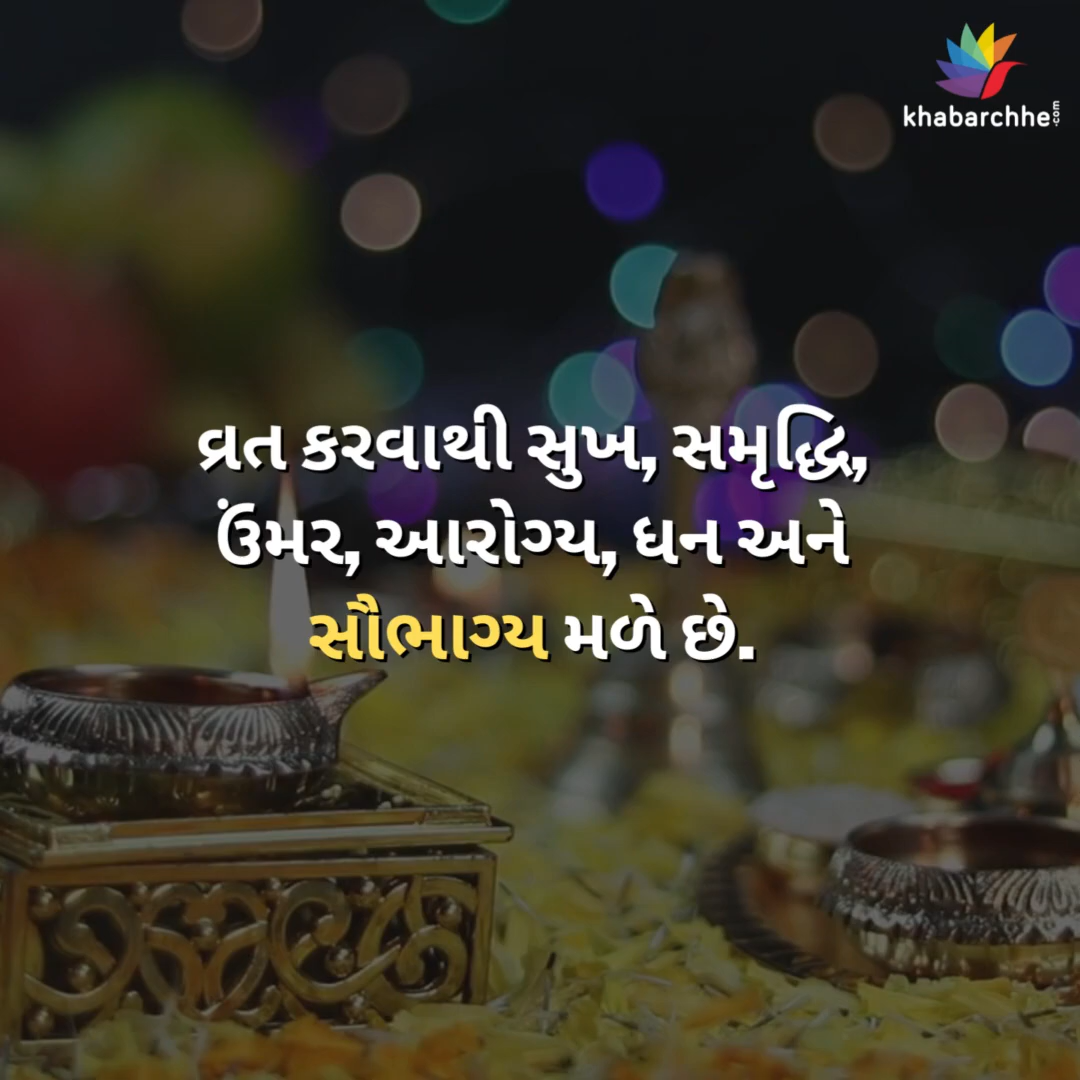 khabarchhe.com
વ્રત કરવાથી સુખ, સમૃદ્ધિ,
ઉંમર, આરોગ્ય, ધન અને
સૌભાગ્ય મળે છે.